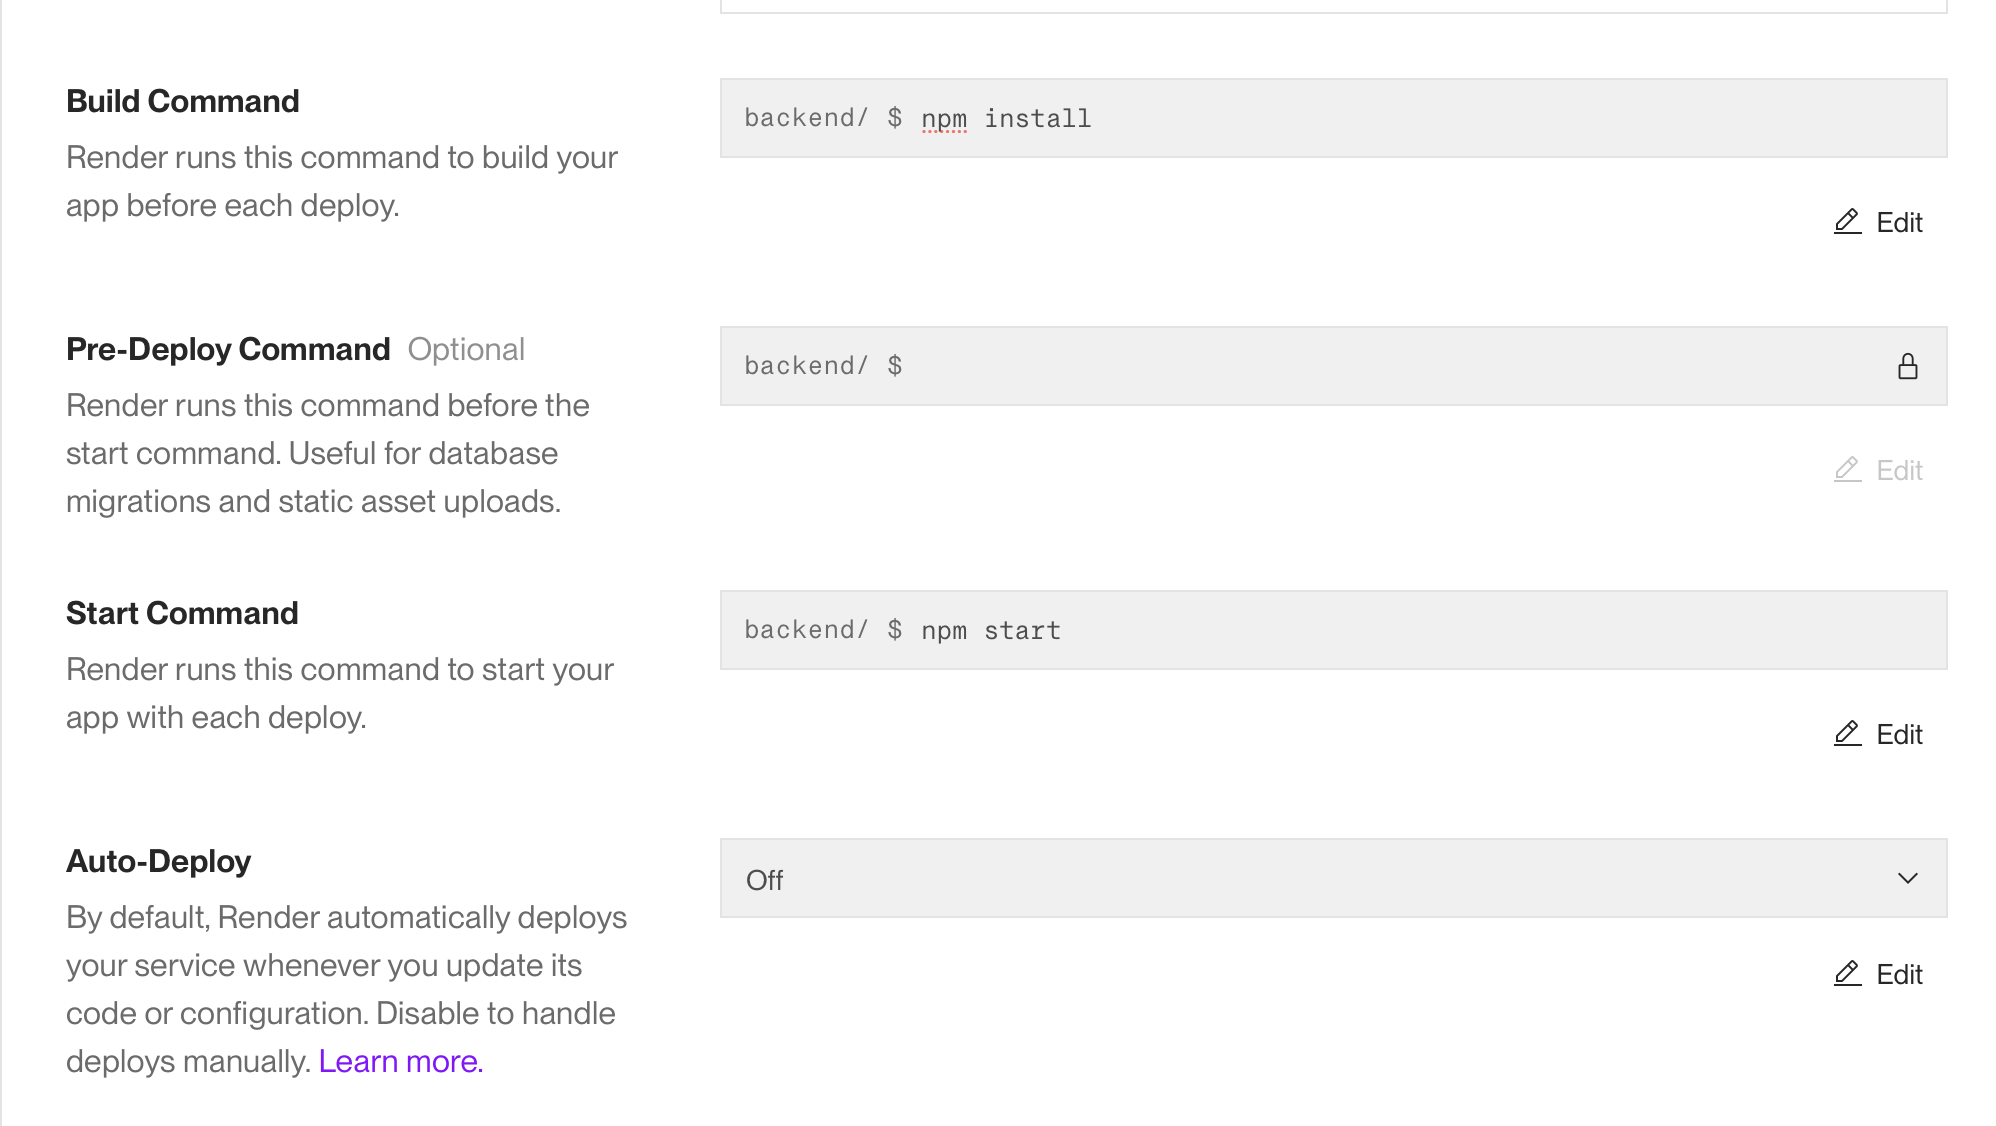 Build Command
Render runs this command to build your
app before each deploy.
backend/ $ npm install
Edit
Pre-Deploy Command Optional
Render runs this command before the
start command. Useful for database
migrations and static asset uploads.
backend/ $
Edit
Start Command
Render runs this command to start your
app with each deploy.
backend/ $ npm start
Edit
Auto-Deploy
By default, Render automatically deploys
your service whenever you update its
code or configuration. Disable to handle
deploys manually. Learn more.
Off
Edit